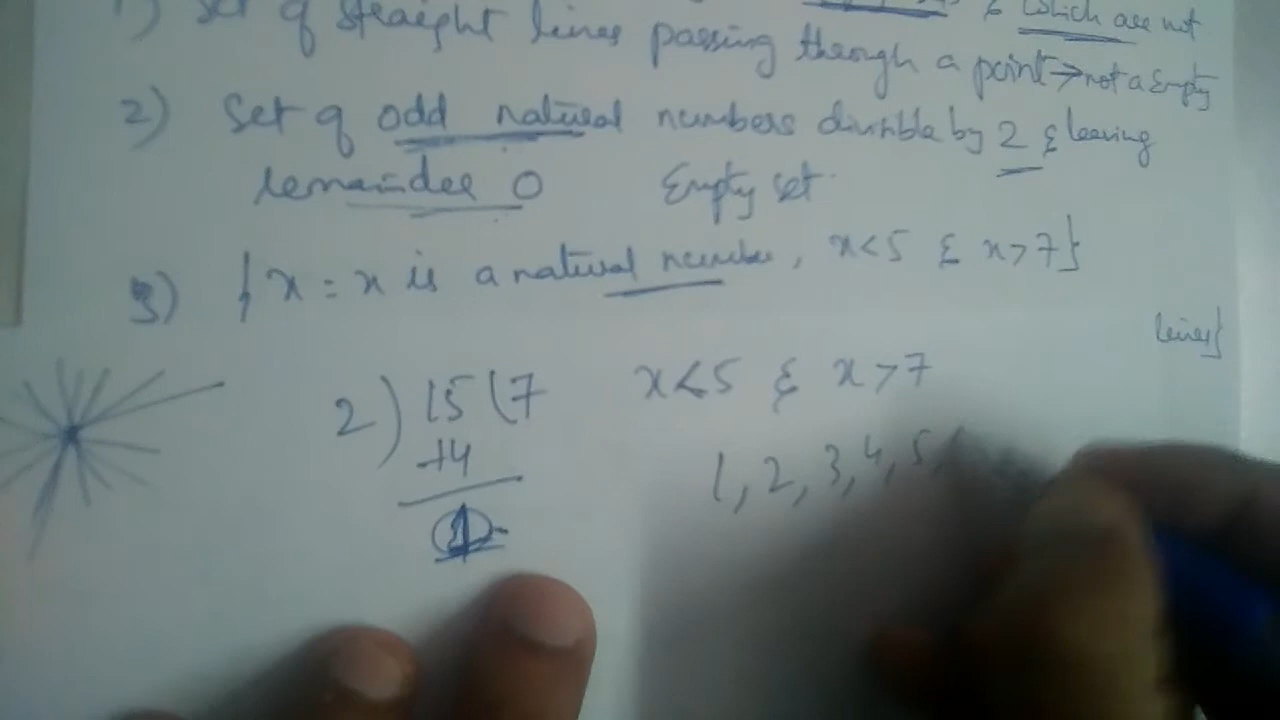 1) Set of straight lines passing through a point → not a Empty
& which are not
2) Set of odd natural numbers divisible by 2 & leaving
remainder 0 Empty set
3) { x = x is a natural number, x < 5 & x > 7 }
lines}
2) 15 ( 7 x < 5 & x > 7
14 1, 2, 3, 4, 5,
1